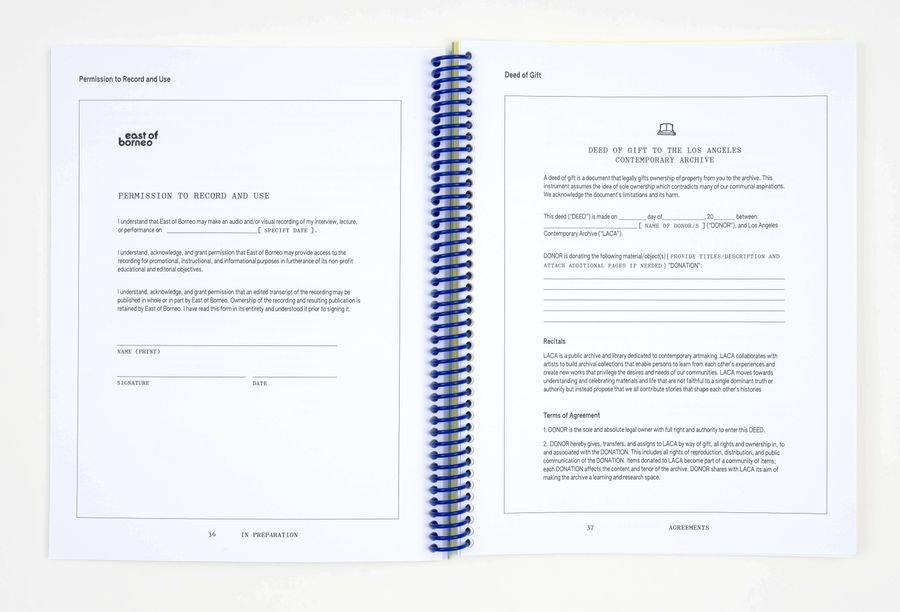 Permission to Record and Use
east of
borneo
PERMISSION TO RECORD AND USE
I understand that East of Borneo may make an audio and/or visual recording of my interview, lecture,
or performance on ______________________[ SPECIFY DATE ].
I understand, acknowledge, and grant permission that East of Borneo may provide access to the
recording for promotional, instructional, and informational purposes in furtherance of its non-profit
educational and editorial objectives.
I understand, acknowledge, and grant permission that an edited transcript of the recording may be
published in whole or in part by East of Borneo. Ownership of the recording and resulting publication is
retained by East of Borneo. I have read this form in its entirety and understood it prior to signing it.
NAME (PRINT)
SIGNATURE DATE
36 IN PREPARATION
Deed of Gift
DEED OF GIFT TO THE LOS ANGELES
CONTEMPORARY ARCHIVE
A deed of gift is a document that legally gifts ownership of property from you to the archive. This
instrument assumes the idea of sole ownership which contradicts many of our communal aspirations.
We acknowledge the document's limitations and its harm.
This deed ("DEED") is made on ________ day of____________, 20______ between:
__________________________ [ NAME OF DONOR/S ] ("DONOR"), and Los Angeles
Contemporary Archive ("LACA").
DONOR is donating the following material/object(s) [ PROVIDE TITLES/DESCRIPTION AND
ATTACH ADDITIONAL PAGES IF NEEDED ] "DONATION":
Recitals
LACA is a public archive and library dedicated to contemporary artmaking. LACA collaborates with
artists to build archival collections that enable persons to learn from each other's experiences and
create new works that privilege the desires and needs of our communities. LACA moves towards
understanding and celebrating materials and life that are not faithful to a single dominant truth or
authority but instead propose that we all contribute stories that shape each other's histories
Terms of Agreement
1. DONOR is the sole and absolute legal owner with full right and authority to enter this DEED.
2. DONOR hereby gives, transfers, and assigns to LACA by way of gift, all rights and ownership in, to
and associated with the DONATION. This includes all rights of reproduction, distribution, and public
communication of the DONATION. Items donated to LACA become part of a community of items;
each DONATION affects the content and tenor of the archive. DONOR shares with LACA its aim of
making the archive a learning and research space.
37 AGREEMENTS